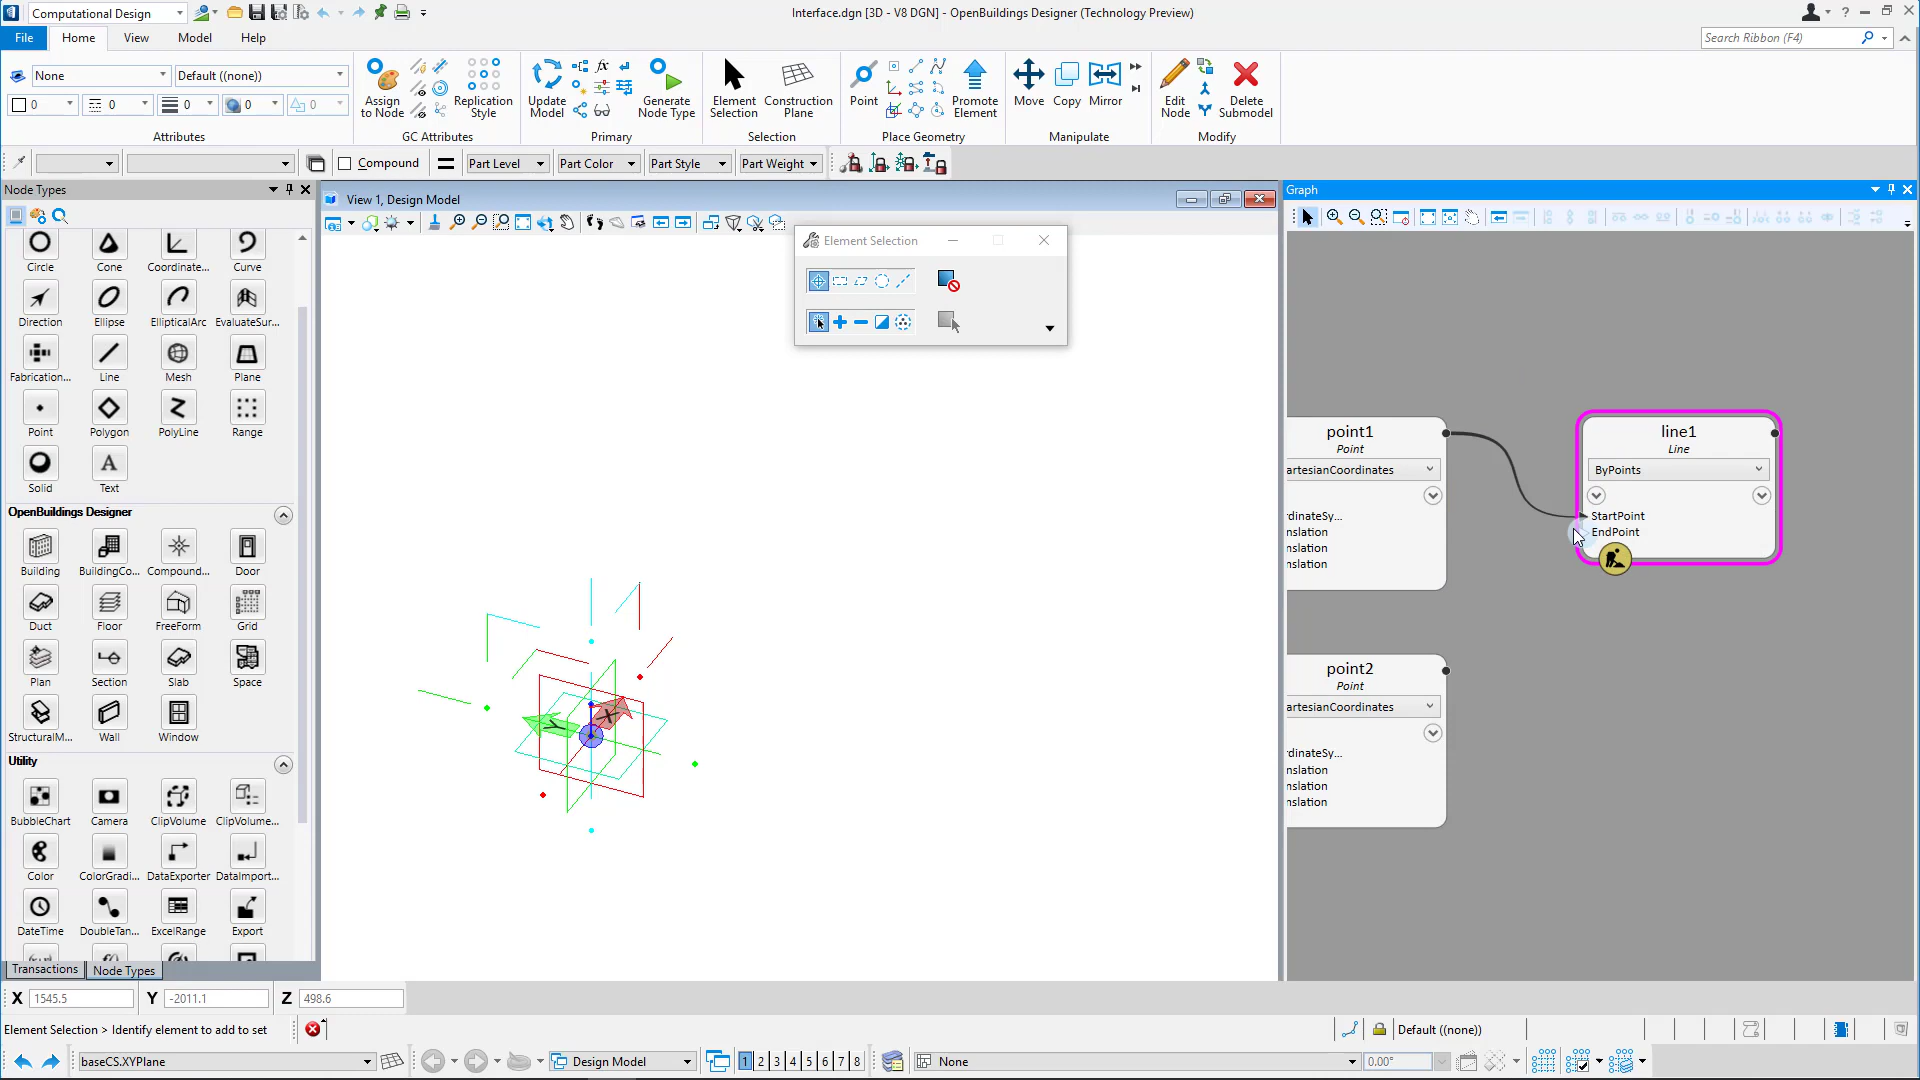 Computational Design
Interface.dgn [3D - V8 DGN] - OpenBuildings Designer (Technology Preview)
File
Home
View
Model
Help
Search Ribbon (F4)
None
Default ((none))
0
0
0
0
0
Attributes
Assign to Node
Replication Style
GC Attributes
Update Model
fx
Generate Node Type
Primary
Element Selection
Construction Plane
Selection
Point
Promote Element
Place Geometry
Move
Copy
Mirror
Manipulate
Edit Node
Delete Submodel
Modify
Compound
Part Level
Part Color
Part Style
Part Weight
Node Types
Circle
Cone
Coordinate...
Curve
Direction
Ellipse
EllipticalArc
EvaluateSur...
Fabrication...
Line
Mesh
Plane
Point
Polygon
PolyLine
Range
Solid
Text
OpenBuildings Designer
Building
BuildingCo...
Compound...
Door
Duct
Floor
FreeForm
Grid
Plan
Section
Slab
Space
StructuralM...
Wall
Window
Utility
BubbleChart
Camera
ClipVolume
ClipVolume...
Color
ColorGradi...
DataExporter
DataImport...
DateTime
DoubleTan...
ExcelRange
Export
Transactions
Node Types
View 1, Design Model
Element Selection
X
Y
Graph
point1
Point
artesianCoordinates
rdinateSy...
nslation
nslation
nslation
line1
Line
ByPoints
StartPoint
EndPoint
point2
Point
artesianCoordinates
rdinateSy...
nslation
nslation
nslation
X 1545.5
Y -2011.1
Z 498.6
Element Selection > Identify element to add to set
Default ((none))
baseCS.XYPlane
Design Model
1 2 3 4 5 6 7 8
None
0.00°